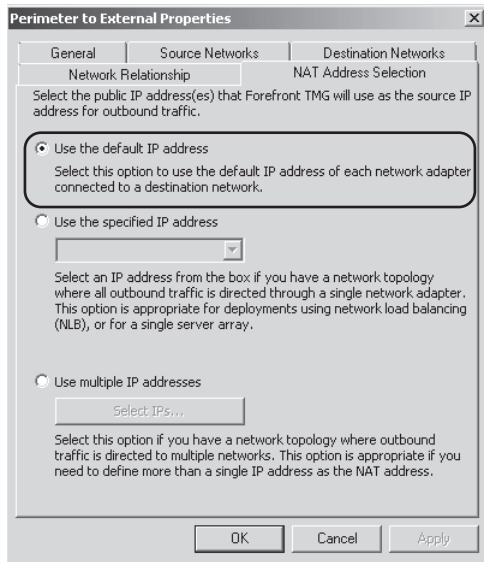 Perimeter to External Properties
General
Source Networks
Destination Networks
Network Relationship
NAT Address Selection
Select the public IP address(es) that Forefront TMG will use as the source IP
address for outbound traffic.
Use the default IP address
Select this option to use the default IP address of each network adapter
connected to a destination network.
Use the specified IP address
Select an IP address from the box if you have a network topology
where all outbound traffic is directed through a single network adapter.
This option is appropriate for deployments using network load balancing
(NLB), or for a single server array.
Use multiple IP addresses
Select IPs...
Select this option if you have a network topology where outbound
traffic is directed to multiple networks. This option is appropriate if you
need to define more than a single IP address as the NAT address.
OK
Cancel
Apply